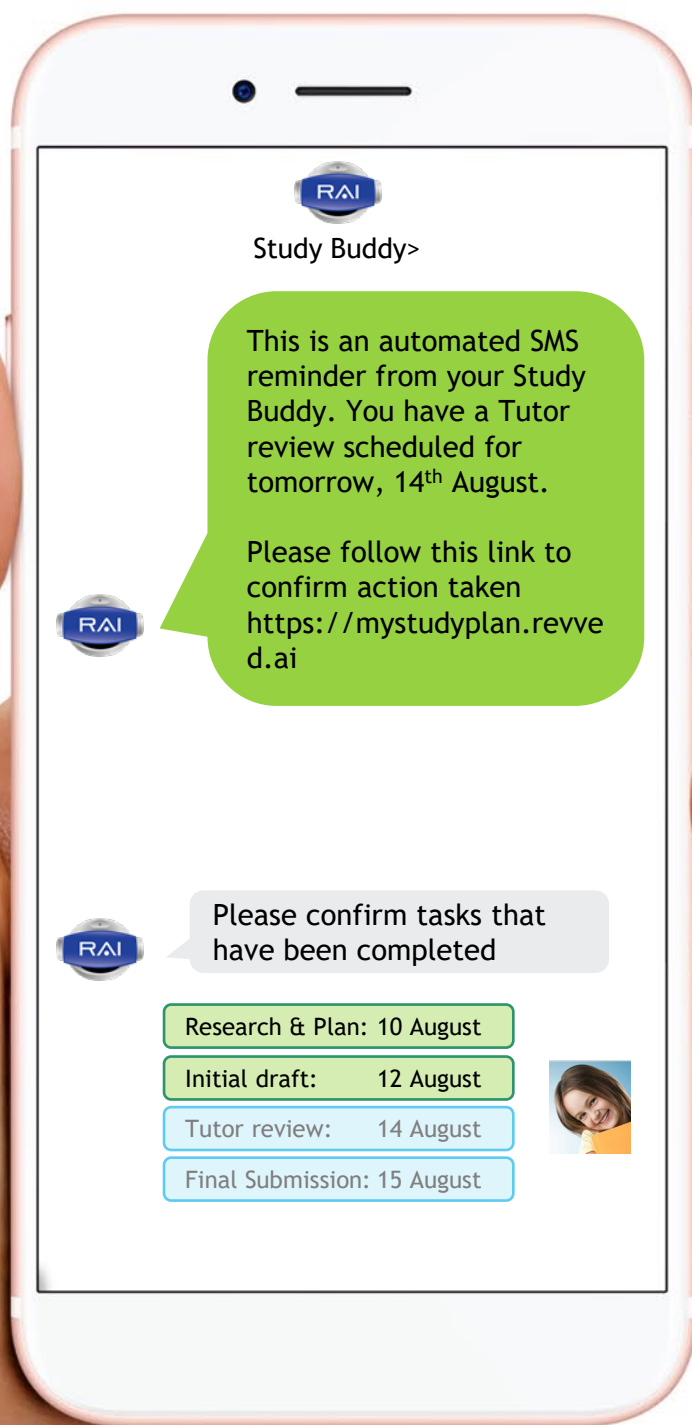 RAI
Study Buddy>
This is an automated SMS
reminder from your Study
Buddy. You have a Tutor
review scheduled for
tomorrow, 14th August.
Please follow this link to
confirm action taken
https://mystudyplan.revve
d.ai
RAI
Please confirm tasks that
have been completed
RAI
Research & Plan: 10 August
Initial draft: 12 August
Tutor review: 14 August
Final Submission: 15 August